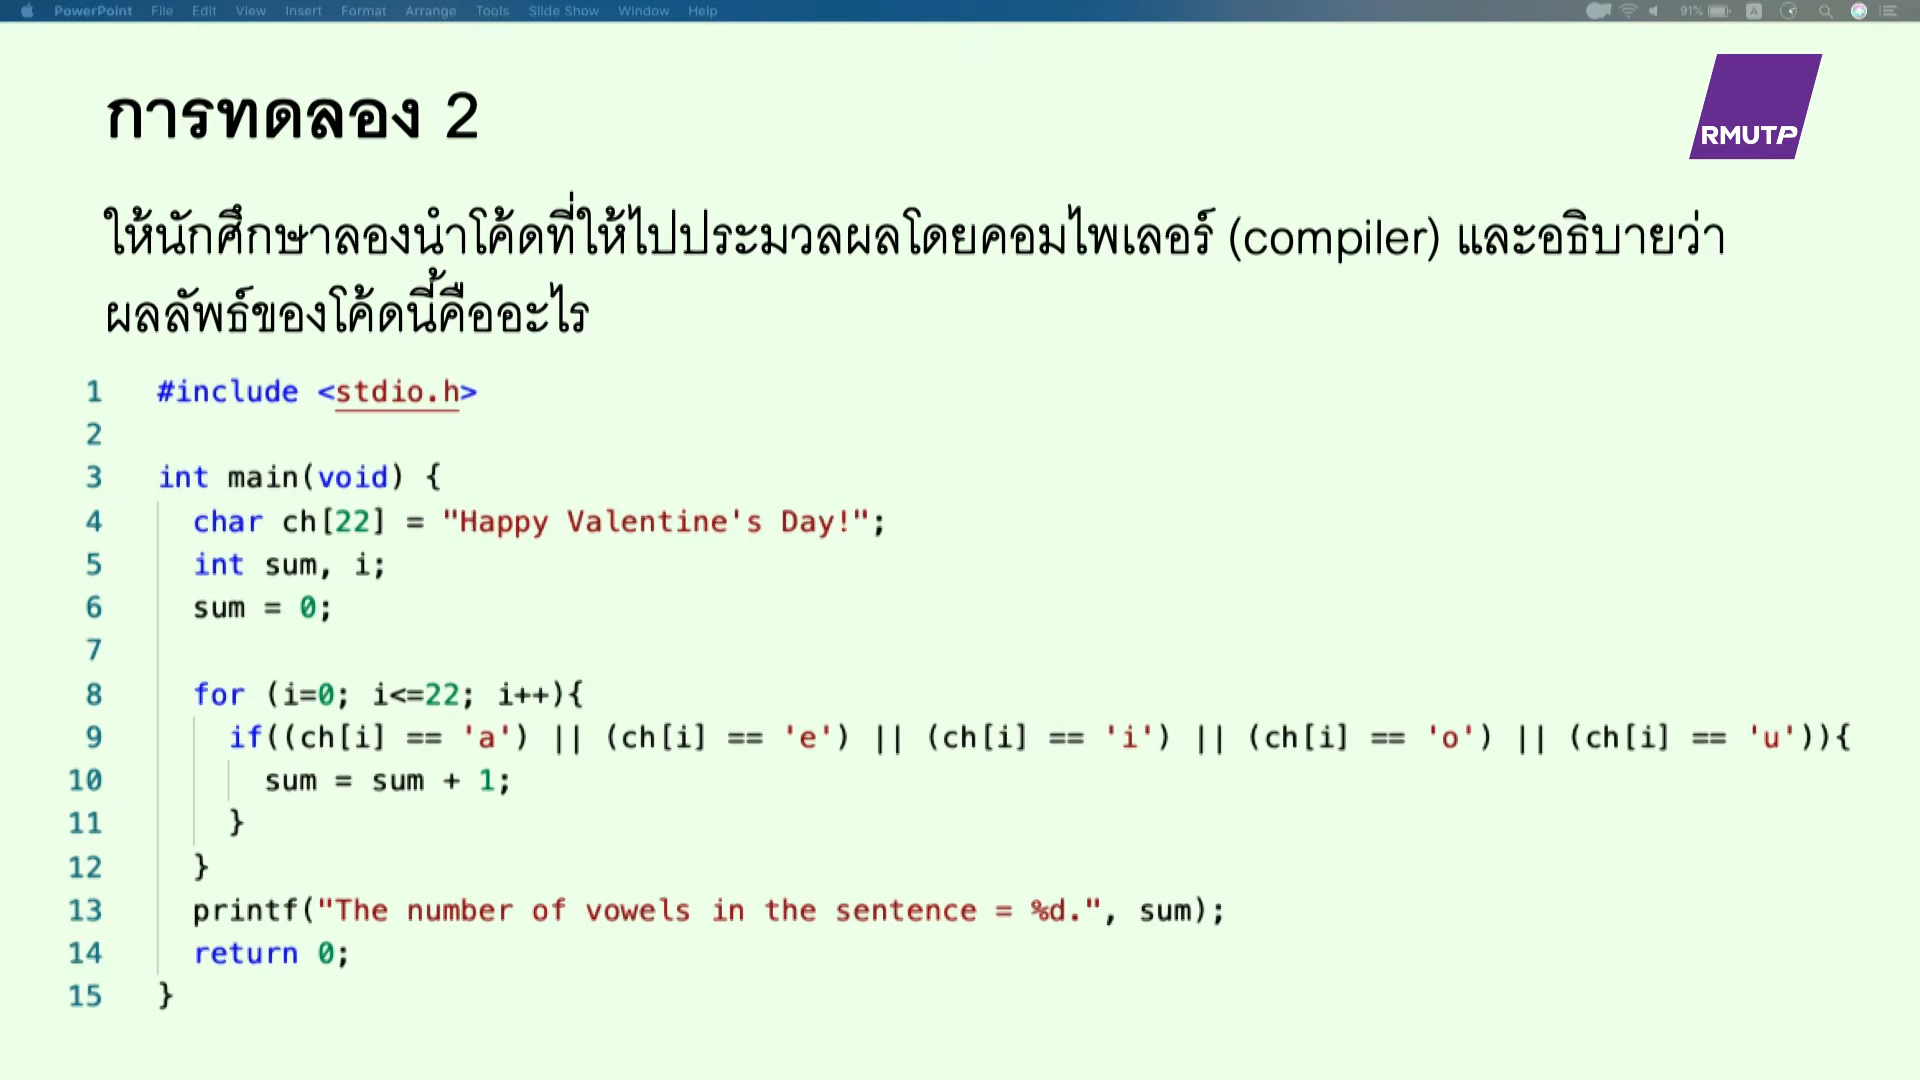 PowerPoint File Edit View Insert Format Arrange Tools Slide Show Window Help 91% A
การทดลอง 2
RMUTP
ให้นักศึกษาลองนำโค้ดที่ให้ไปประมวลผลโดยคอมไพเลอร์ (compiler) และอธิบายว่า
ผลลัพธ์ของโค้ดนี้คืออะไร
1 #include <stdio.h>
2
3 int main(void) {
4 char ch[22] = "Happy Valentine's Day!";
5 int sum, i;
6 sum = 0;
7
8 for (i=0; i<=22; i++){
9 if((ch[i] == 'a') || (ch[i] == 'e') || (ch[i] == 'i') || (ch[i] == 'o') || (ch[i] == 'u')){
10 sum = sum + 1;
11 }
12 }
13 printf("The number of vowels in the sentence = %d.", sum);
14 return 0;
15 }